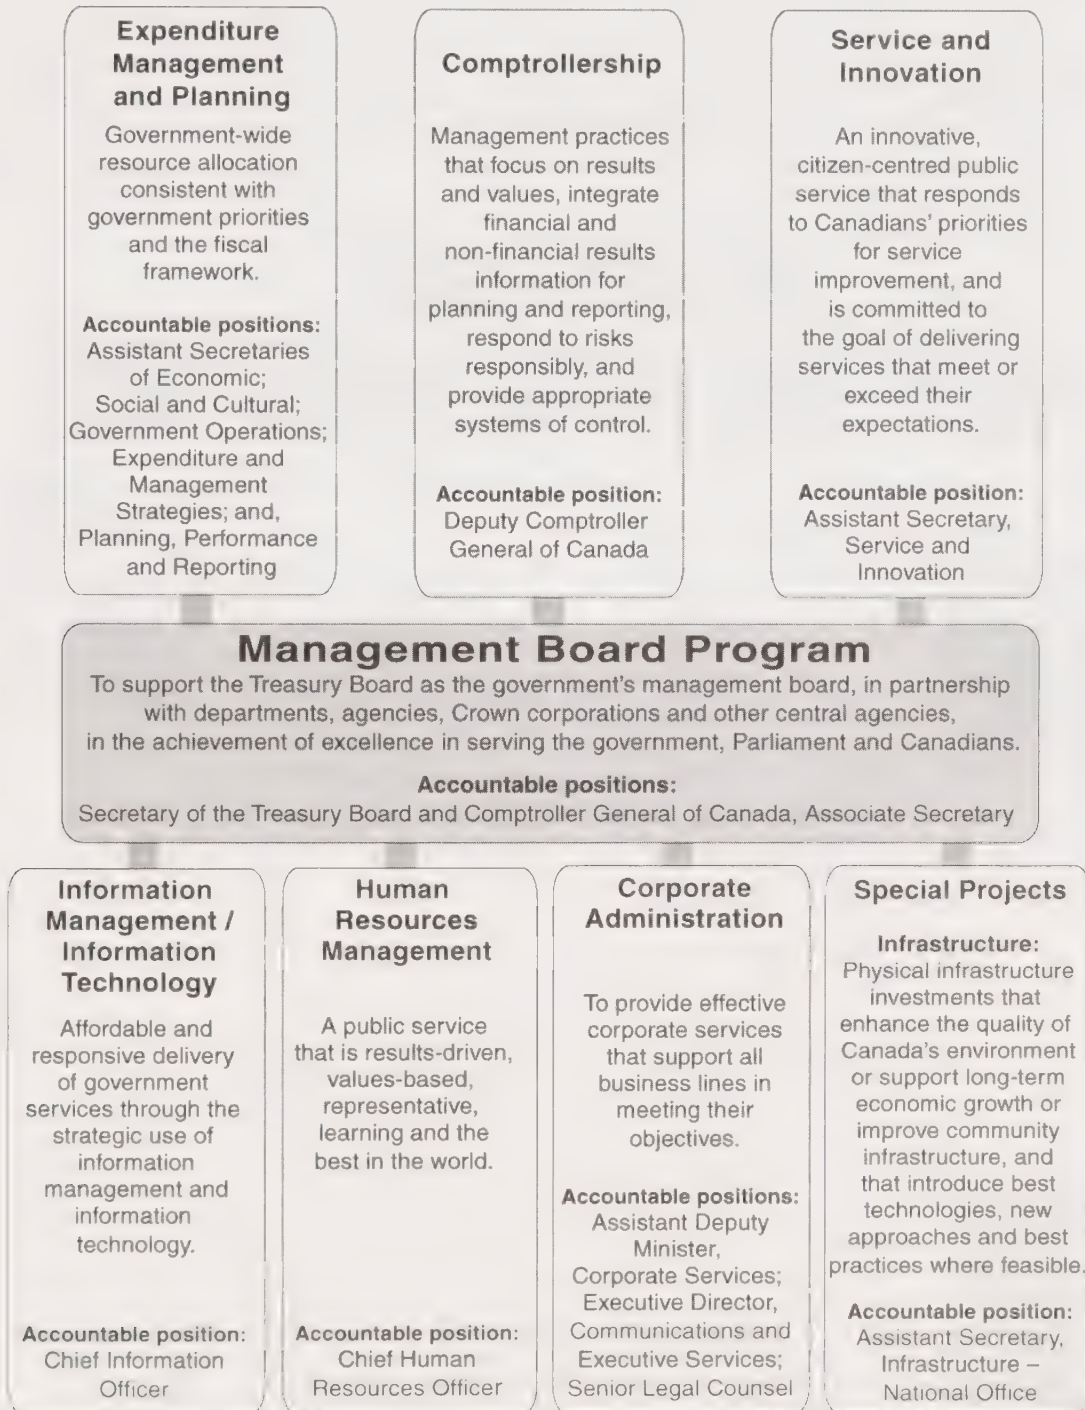 Expenditure
Management
and Planning
Government-wide
resource allocation
consistent with
government priorities
and the fiscal
framework.
Accountable positions:
Assistant Secretaries
of Economic;
Social and Cultural;
Government Operations;
Expenditure and
Management
Strategies; and,
Planning, Performance
and Reporting
Comptrollership
Management practices
that focus on results
and values, integrate
financial and
non-financial results
information for
planning and reporting,
respond to risks
responsibly, and
provide appropriate
systems of control.
Accountable position:
Deputy Comptroller
General of Canada
Service and
Innovation
An innovative,
citizen-centred public
service that responds
to Canadians' priorities
for service
improvement, and
is committed to
the goal of delivering
services that meet or
exceed their
expectations.
Accountable position:
Assistant Secretary,
Service and
Innovation
Management Board Program
To support the Treasury Board as the government's management board, in partnership
with departments, agencies, Crown corporations and other central agencies,
in the achievement of excellence in serving the government, Parliament and Canadians.
Accountable positions:
Secretary of the Treasury Board and Comptroller General of Canada, Associate Secretary
Information
Management /
Information
Technology
Affordable and
responsive delivery
of government
services through the
strategic use of
information
management and
information
technology.
Accountable position:
Chief Information
Officer
Human
Resources
Management
A public service
that is results-driven,
values-based,
representative,
learning and the
best in the world.
Accountable position:
Chief Human
Resources Officer
Corporate
Administration
To provide effective
corporate services
that support all
business lines in
meeting their
objectives.
Accountable positions:
Assistant Deputy
Minister,
Corporate Services;
Executive Director,
Communications and
Executive Services;
Senior Legal Counsel
Special Projects
Infrastructure:
Physical infrastructure
investments that
enhance the quality of
Canada's environment
or support long-term
economic growth or
improve community
infrastructure, and
that introduce best
technologies, new
approaches and best
practices where feasible.
Accountable position:
Assistant Secretary,
Infrastructure –
National Office